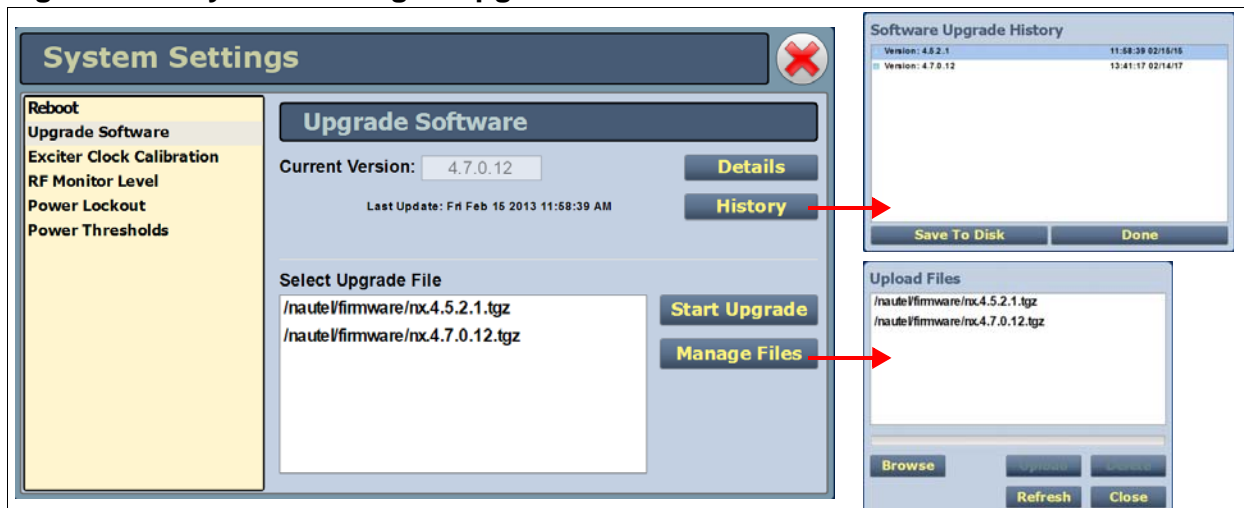 System Settings
Reboot
Upgrade Software
Exciter Clock Calibration
RF Monitor Level
Power Lockout
Power Thresholds
Upgrade Software
Current Version: 4.7.0.12
Details
Last Update: Fri Feb 15 2013 11:58:39 AM
History
Select Upgrade File
/nautel/firmware/nx.4.5.2.1.tgz
/nautel/firmware/nx.4.7.0.12.tgz
Start Upgrade
Manage Files
Software Upgrade History
Version: 4.5.2.1 11:58:39 02/15/15
Version: 4.7.0.12 13:41:17 02/14/17
Save To Disk Done
Upload Files
/nautel/firmware/nx.4.5.2.1.tgz
/nautel/firmware/nx.4.7.0.12.tgz
Browse Upload Delete
Refresh Close